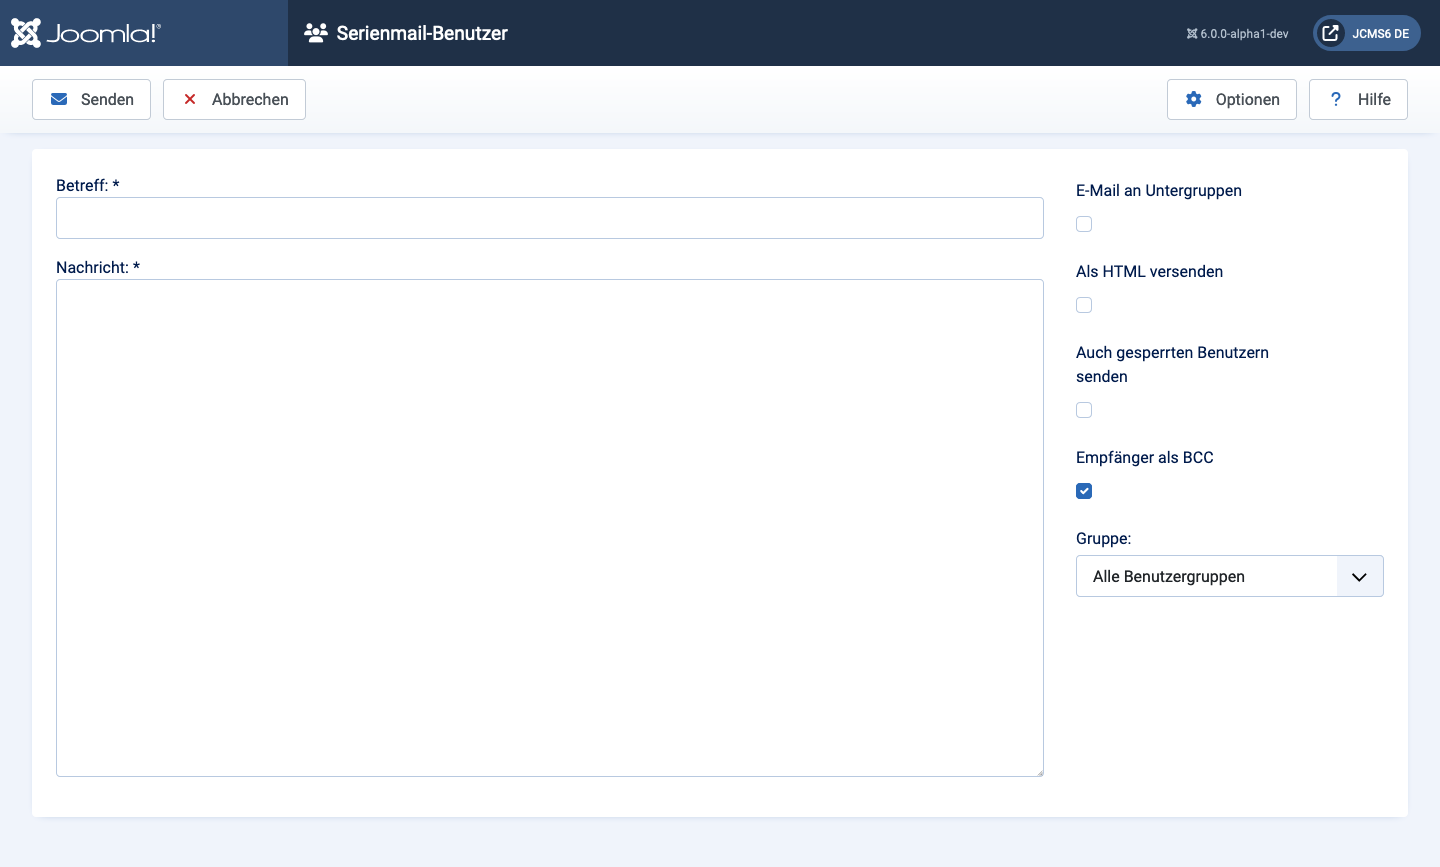 Joomla!®
Serienmail-Benutzer
6.0.0-alpha1-dev
JCMS6 DE
Senden
Abbrechen
Optionen
? Hilfe
Betreff: *
Nachricht: *
E-Mail an Untergruppen
Als HTML versenden
Auch gesperrten Benutzern
senden
Empfänger als BCC
Gruppe:
Alle Benutzergruppen